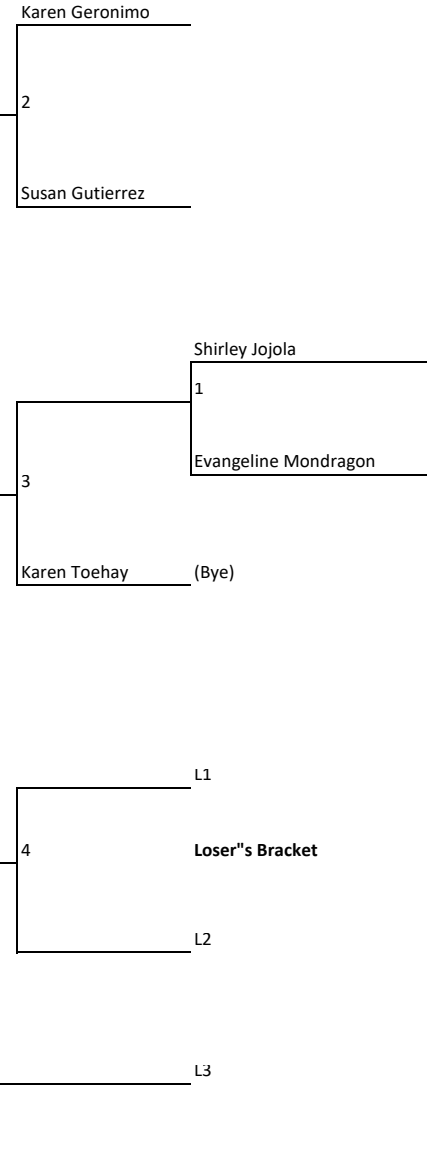 Karen Geronimo
2
Susan Gutierrez
Shirley Jojola
1
Evangeline Mondragon
3
Karen Toehay (Bye)
L1
4 Loser"s Bracket
L2
L3